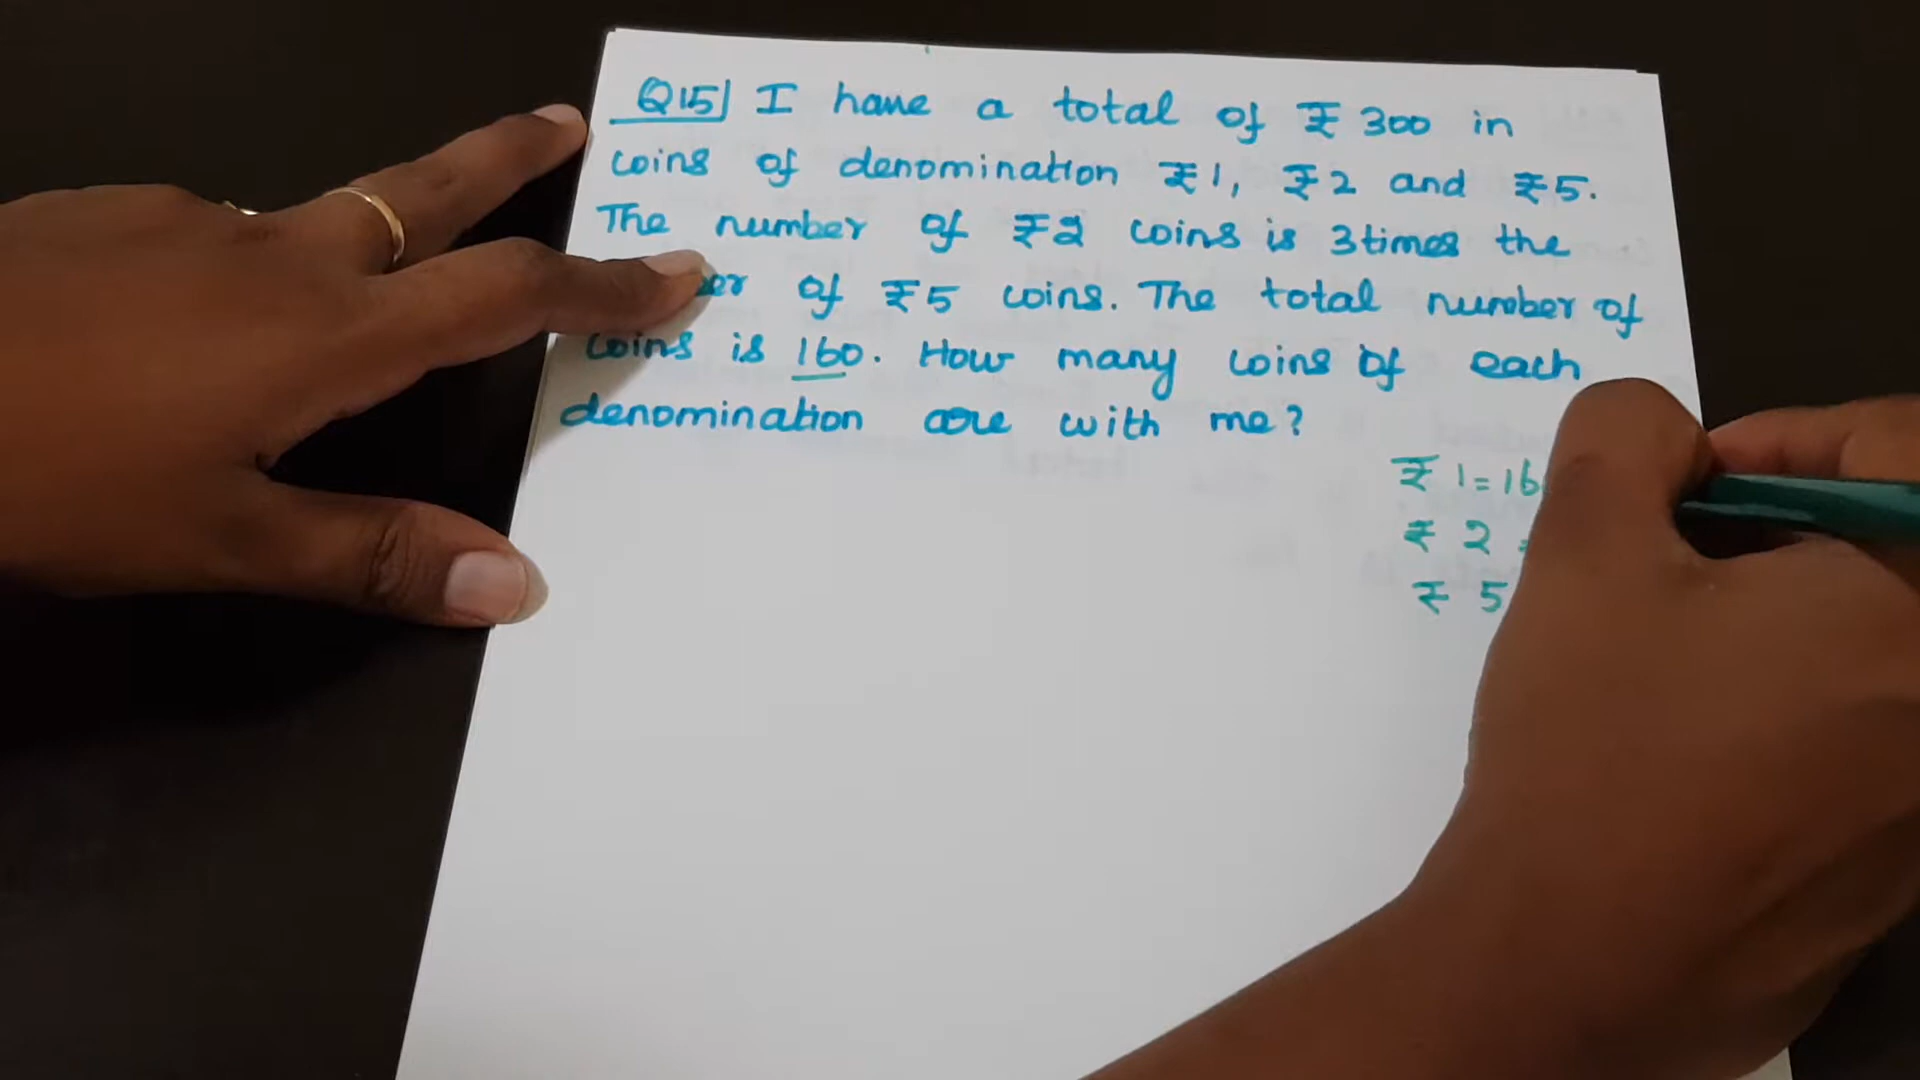 Q15] I have a total of ₹ 300 in
coins of denomination ₹1, ₹2 and ₹5.
The number of ₹2 coins is 3 times the
of ₹5 coins. The total number of
coins is 160. How many coins of each
denomination are with me?
₹ 1 = 16
₹ 2 =
₹ 5